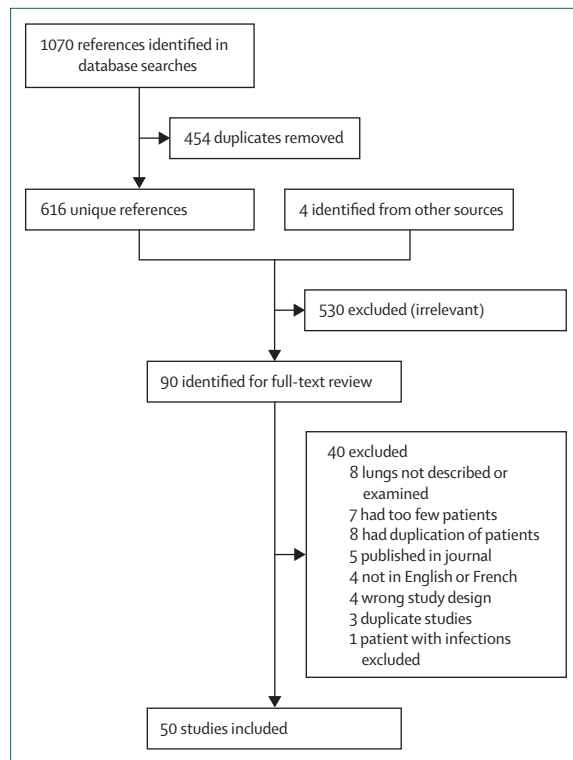 1070 references identified in
database searches
454 duplicates removed
616 unique references
4 identified from other sources
530 excluded (irrelevant)
90 identified for full-text review
40 excluded
8 lungs not described or
examined
7 had too few patients
8 had duplication of patients
5 published in journal
4 not in English or French
4 wrong study design
3 duplicate studies
1 patient with infections
excluded
50 studies included